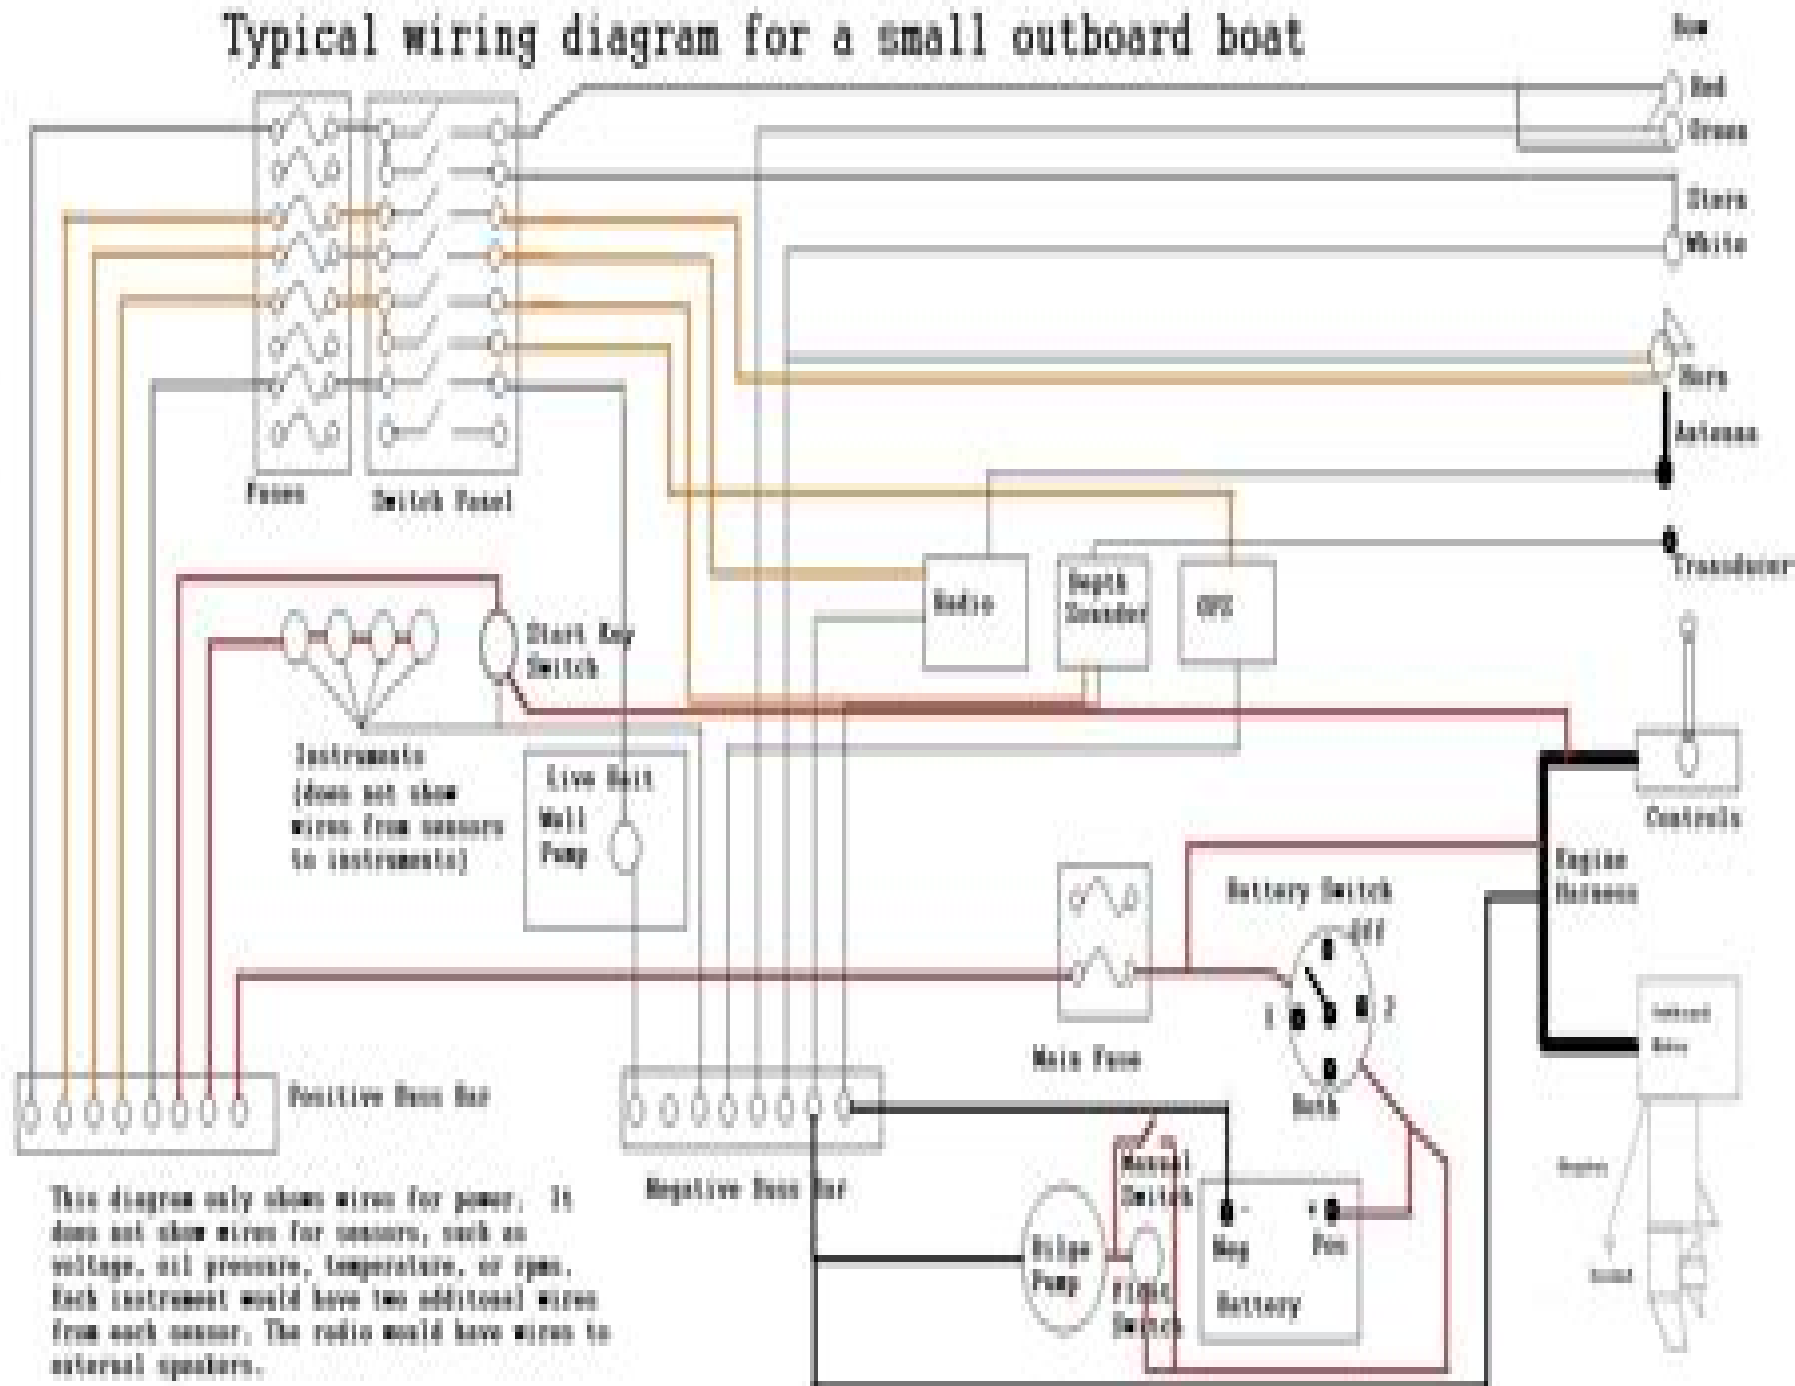 Typical wiring diagram for a small outboard boat
Bow
Red
Green
Stern
White
Horn
Antenna
Fuses
Switch Panel
Transducer
Radio
Depth
Sounder
GPS
Start Key
Switch
Instruments
(does not show
wires from sensors
to instruments)
Live Bait
Well
Pump
Controls
Engine
Harness
Battery Switch
Off
1
2
Both
Main Fuse
Positive Buss Bar
Negative Buss Bar
Manual
Switch
Bilge
Pump
Float
Switch
-
+
Neg
Pos
Battery
Outboard
Motor
This diagram only shows wires for power. It
does not show wires for sensors, such as
voltage, oil pressure, temperature, or rpms.
Each instrument would have two additonal wires
from each sensor. The radio would have wires to
external speakers.